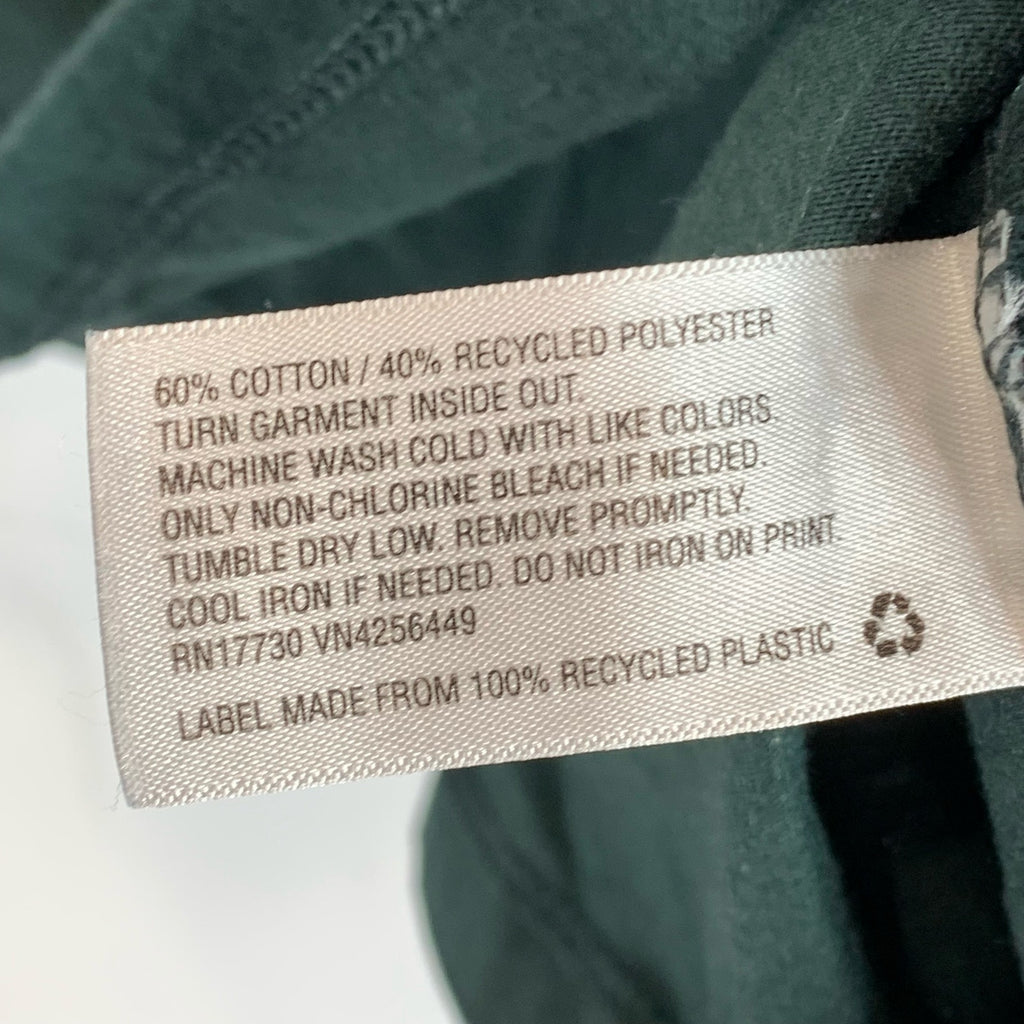 60% COTTON / 40% RECYCLED POLYESTER
TURN GARMENT INSIDE OUT.
MACHINE WASH COLD WITH LIKE COLORS.
ONLY NON-CHLORINE BLEACH IF NEEDED.
TUMBLE DRY LOW. REMOVE PROMPTLY.
COOL IRON IF NEEDED. DO NOT IRON ON PRINT.
RN17730 VN4256449
LABEL MADE FROM 100% RECYCLED PLASTIC